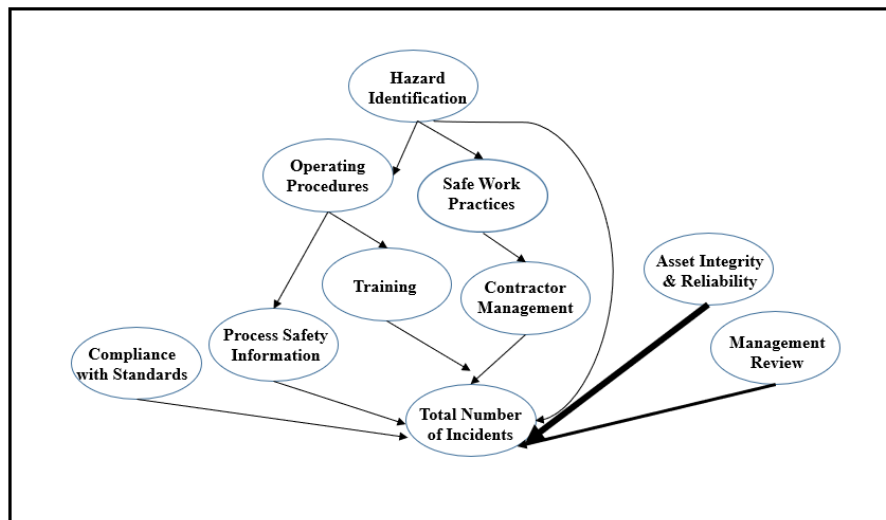 Hazard
Identification
Operating
Procedures
Safe Work
Practices
Asset Integrity
& Reliability
Training
Contractor
Management
Process Safety
Information
Management
Review
Compliance
with Standards
Total Number
of Incidents